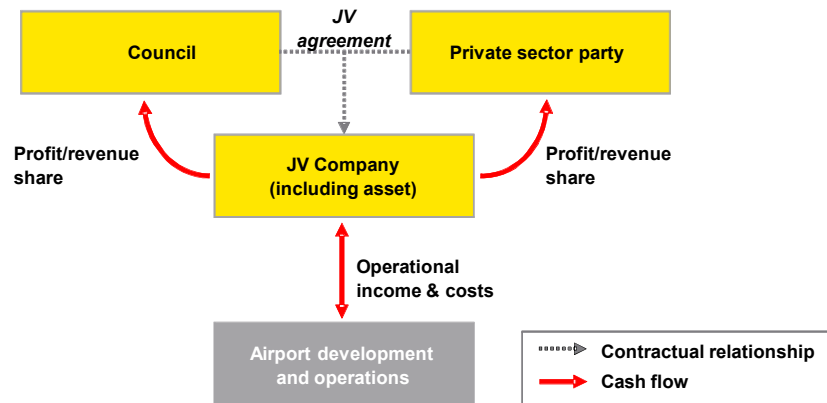 JV
agreement
Council
Private sector party
Profit/revenue
share
JV Company
(including asset)
Profit/revenue
share
Operational
income & costs
Airport development
and operations
Contractual relationship
Cash flow